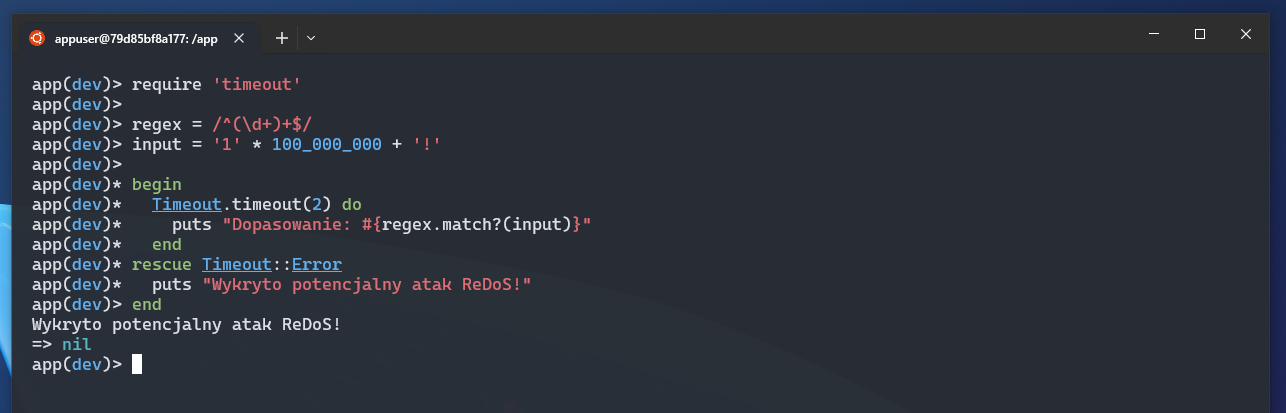 appuser@79d85bf8a177: /app
app(dev)> require 'timeout'
app(dev)>
app(dev)> regex = /^(\d+)+$/
app(dev)> input = '1' * 100_000_000 + '!'
app(dev)>
app(dev)* begin
app(dev)*   Timeout.timeout(2) do
app(dev)*     puts "Dopasowanie: #{regex.match?(input)}"
app(dev)*   end
app(dev)* rescue Timeout::Error
app(dev)*   puts "Wykryto potencjalny atak ReDoS!"
app(dev)> end
Wykryto potencjalny atak ReDoS!
=> nil
app(dev)>